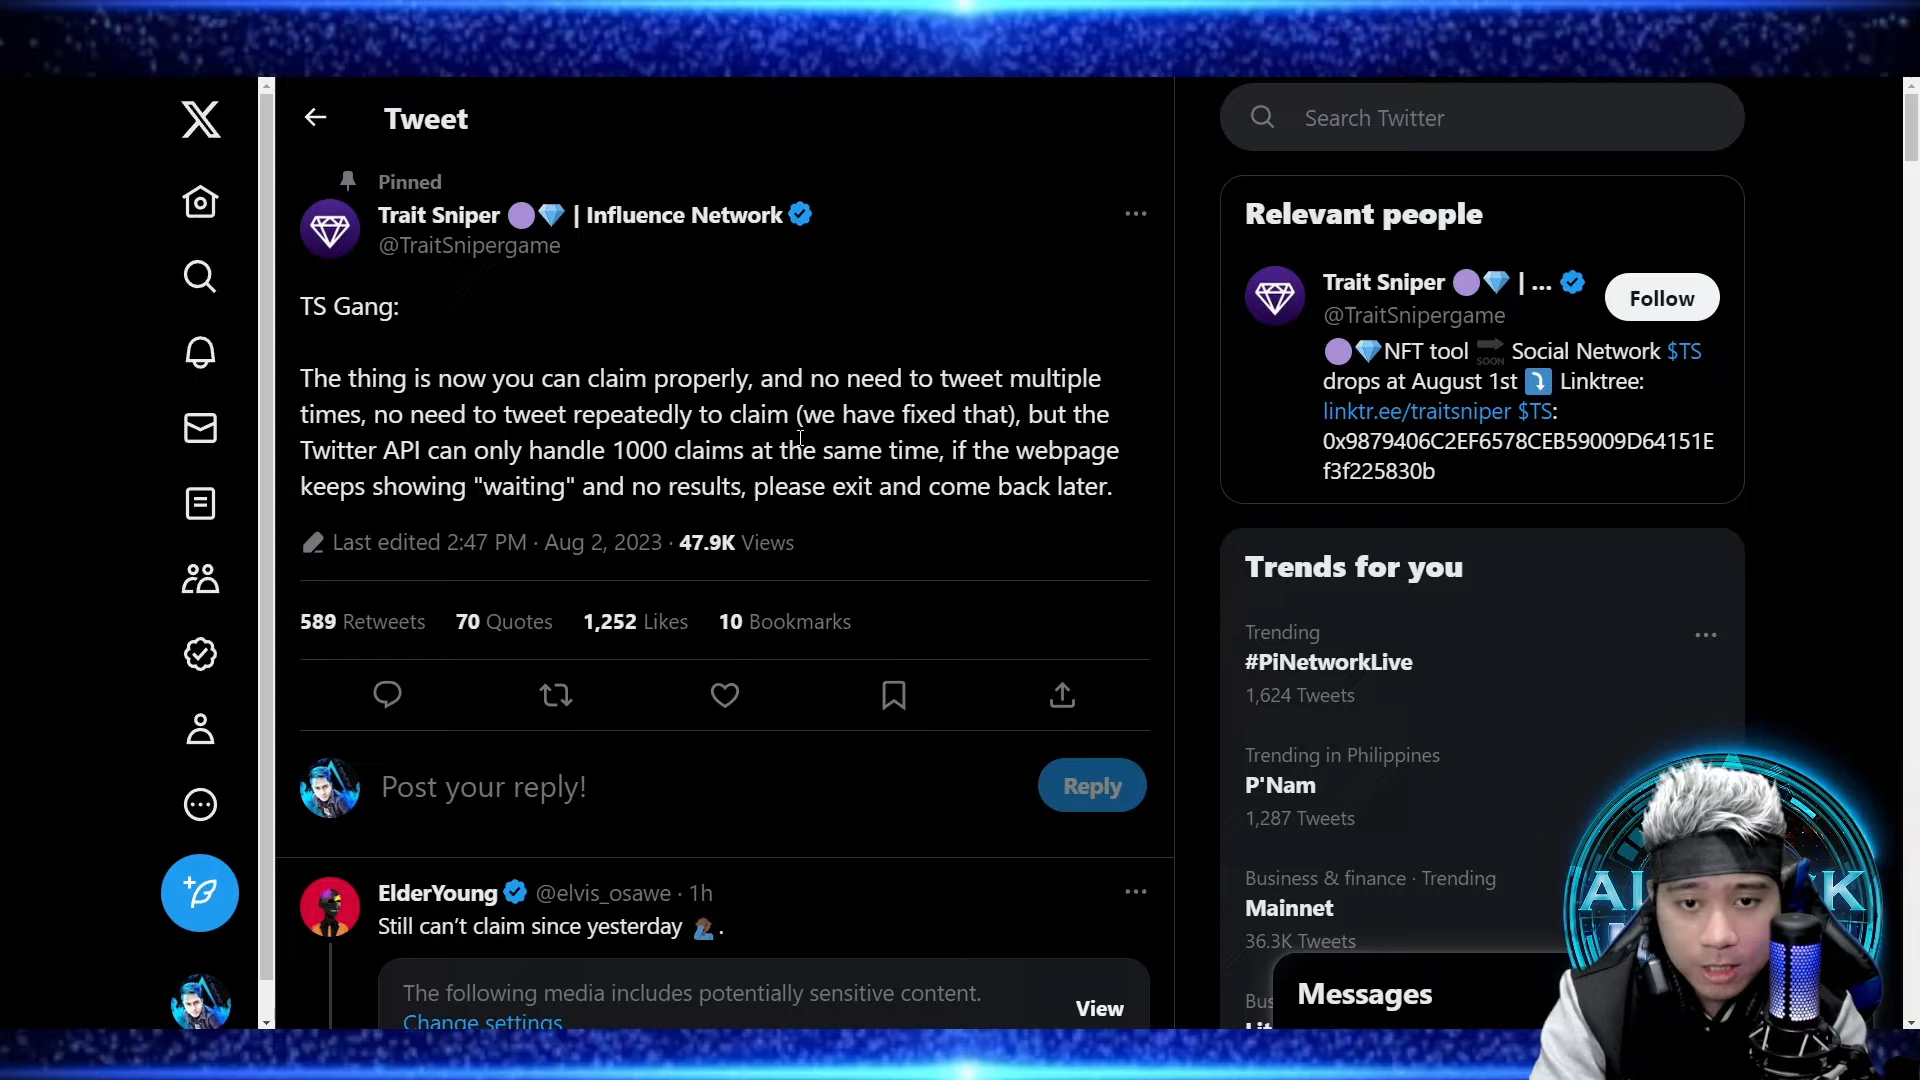 Tweet
Pinned
Trait Sniper 🟣💎 | Influence Network
@TraitSnipergame
TS Gang:
The thing is now you can claim properly, and no need to tweet multiple
times, no need to tweet repeatedly to claim (we have fixed that), but the
Twitter API can only handle 1000 claims at the same time, if the webpage
keeps showing "waiting" and no results, please exit and come back later.
Last edited 2:47 PM · Aug 2, 2023 · 47.9K Views
589 Retweets 70 Quotes 1,252 Likes 10 Bookmarks
Post your reply!
Reply
ElderYoung @elvis_osawe · 1h
Still can’t claim since yesterday 🤦🏾.
The following media includes potentially sensitive content.
Change settings
View
Search Twitter
Relevant people
Trait Sniper 🟣💎 | ...
@TraitSnipergame
Follow
🟣💎NFT tool 🔜 Social Network $TS
drops at August 1st ⤵️ Linktree:
linktr.ee/traitsniper $TS:
0x9879406C2EF6578CEB59009D64151E
f3f225830b
Trends for you
Trending
#PiNetworkLive
1,624 Tweets
Trending in Philippines
P'Nam
1,287 Tweets
Business & finance · Trending
Mainnet
36.3K Tweets
Messages